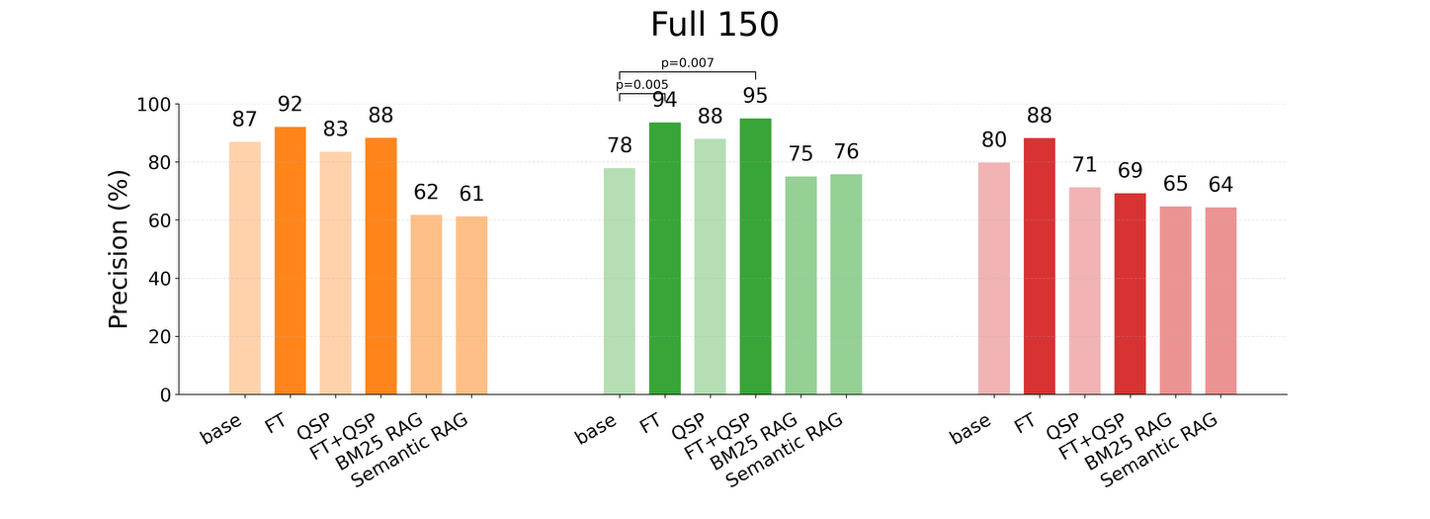 Full 150
p=0.007
p=0.005
Precision (%)
100
80
60
40
20
0
87
92
83
88
62
61
78
94
88
95
75
76
80
88
71
69
65
64
base
FT
QSP
FT+QSP
BM25 RAG
Semantic RAG
base
FT
QSP
FT+QSP
BM25 RAG
Semantic RAG
base
FT
QSP
FT+QSP
BM25 RAG
Semantic RAG